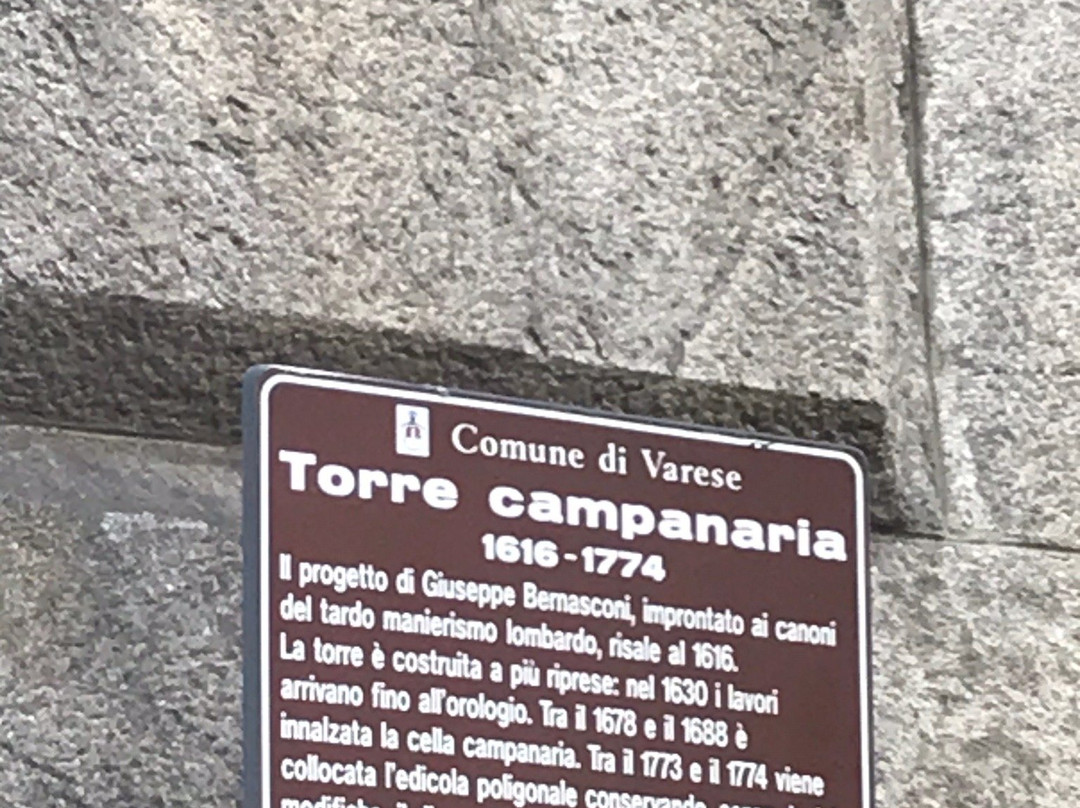 Comune di Varese
Torre campanaria
1616-1774
Il progetto di Giuseppe Bernasconi, improntato ai canoni
del tardo manierismo lombardo, risale al 1616.
La torre è costruita a più riprese: nel 1630 i lavori
arrivano fino all'orologio. Tra il 1678 e il 1688 è
innalzata la cella campanaria. Tra il 1773 e il 1774 viene
collocata l'edicola poligonale conservando